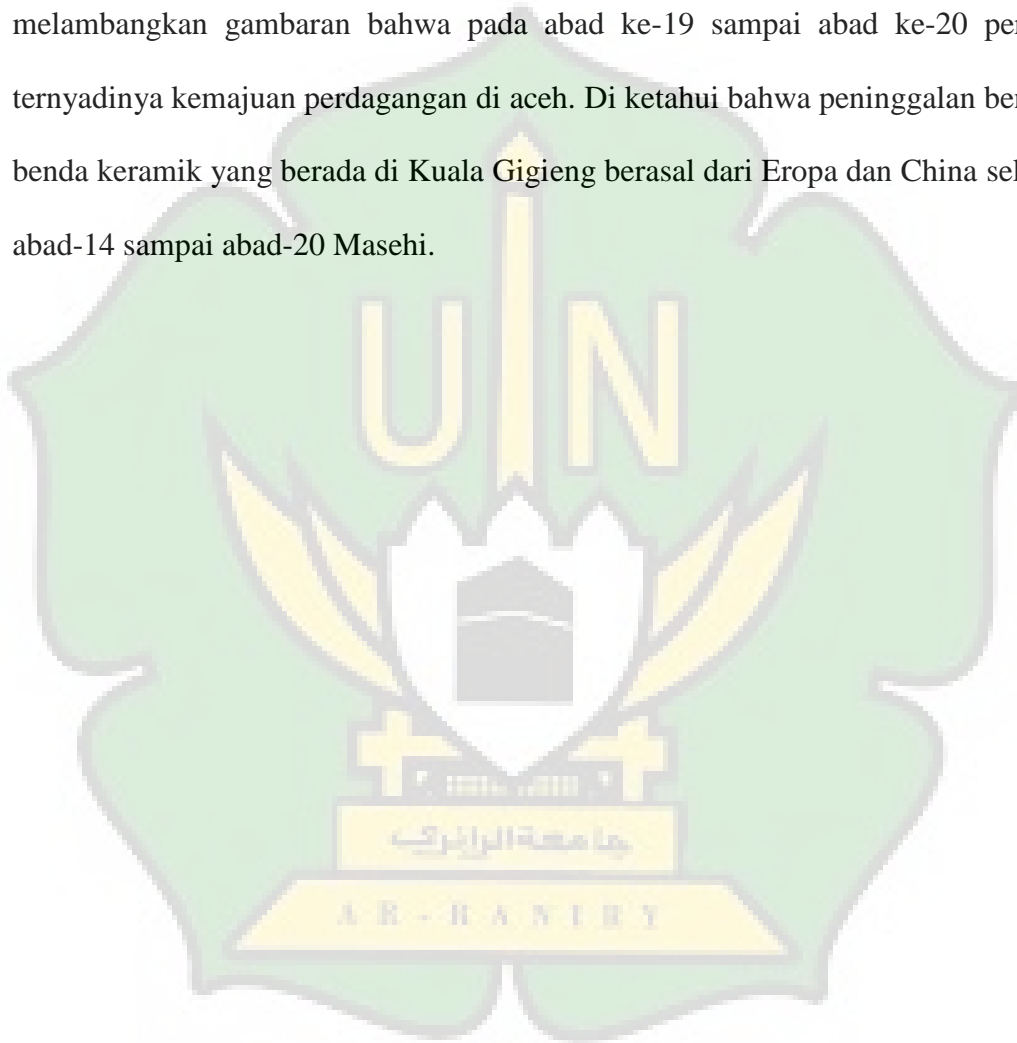 melambangkan gambaran bahwa pada abad ke-19 sampai abad ke-20
ternyadinya kemajuan perdagangan di aceh. Di ketahui bahwa peninggalan
benda keramik yang berada di Kuala Gigieng berasal dari Eropa dan China
abad-14 sampai abad-20 Masehi.
UIN
جامعة الرانري
AR-RANIRY